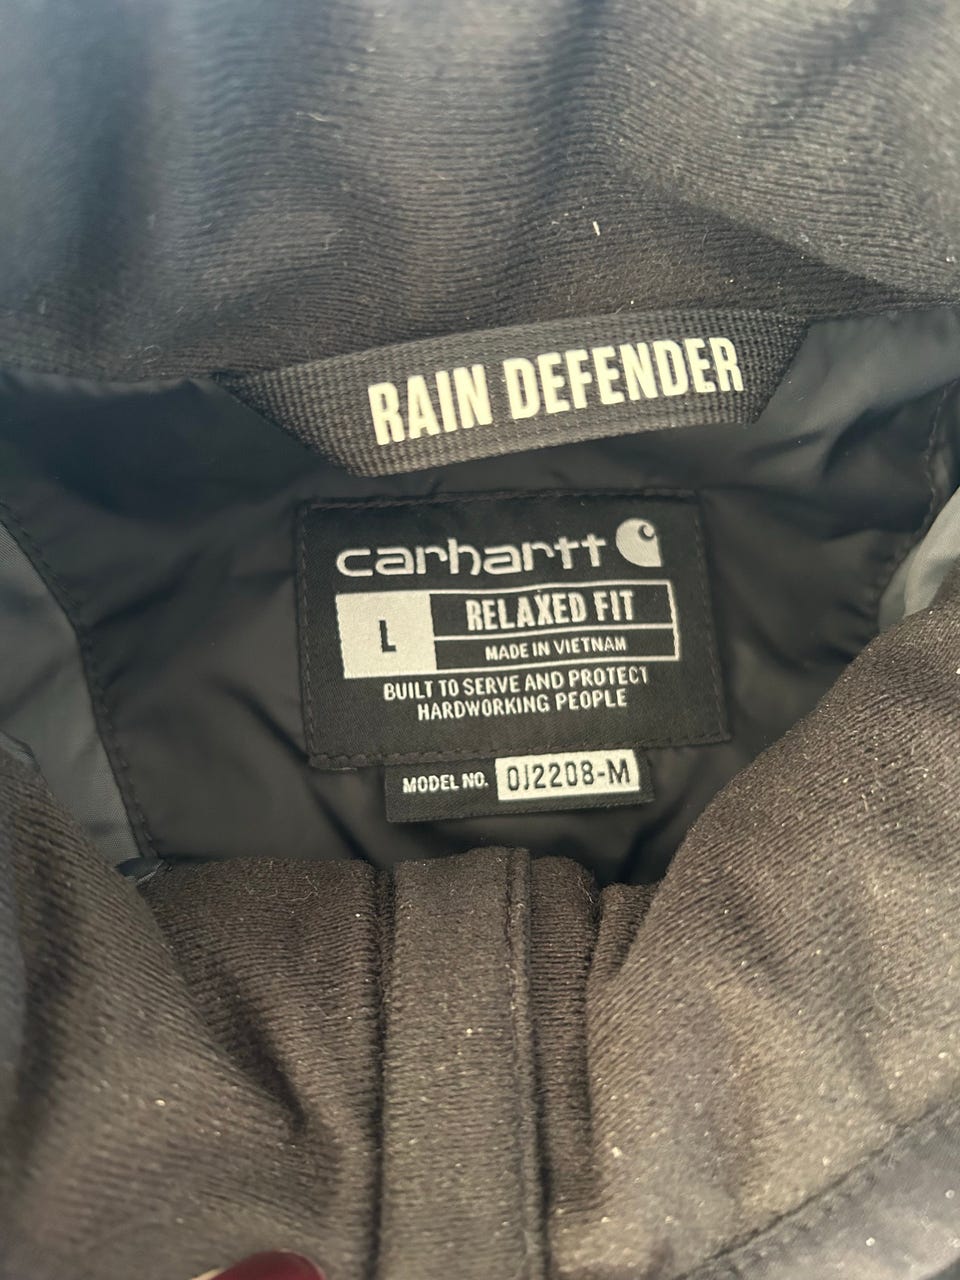 RAIN DEFENDER
carhartt
L
RELAXED FIT
MADE IN VIETNAM
BUILT TO SERVE AND PROTECT
HARDWORKING PEOPLE
MODEL NO. OJ2208-M